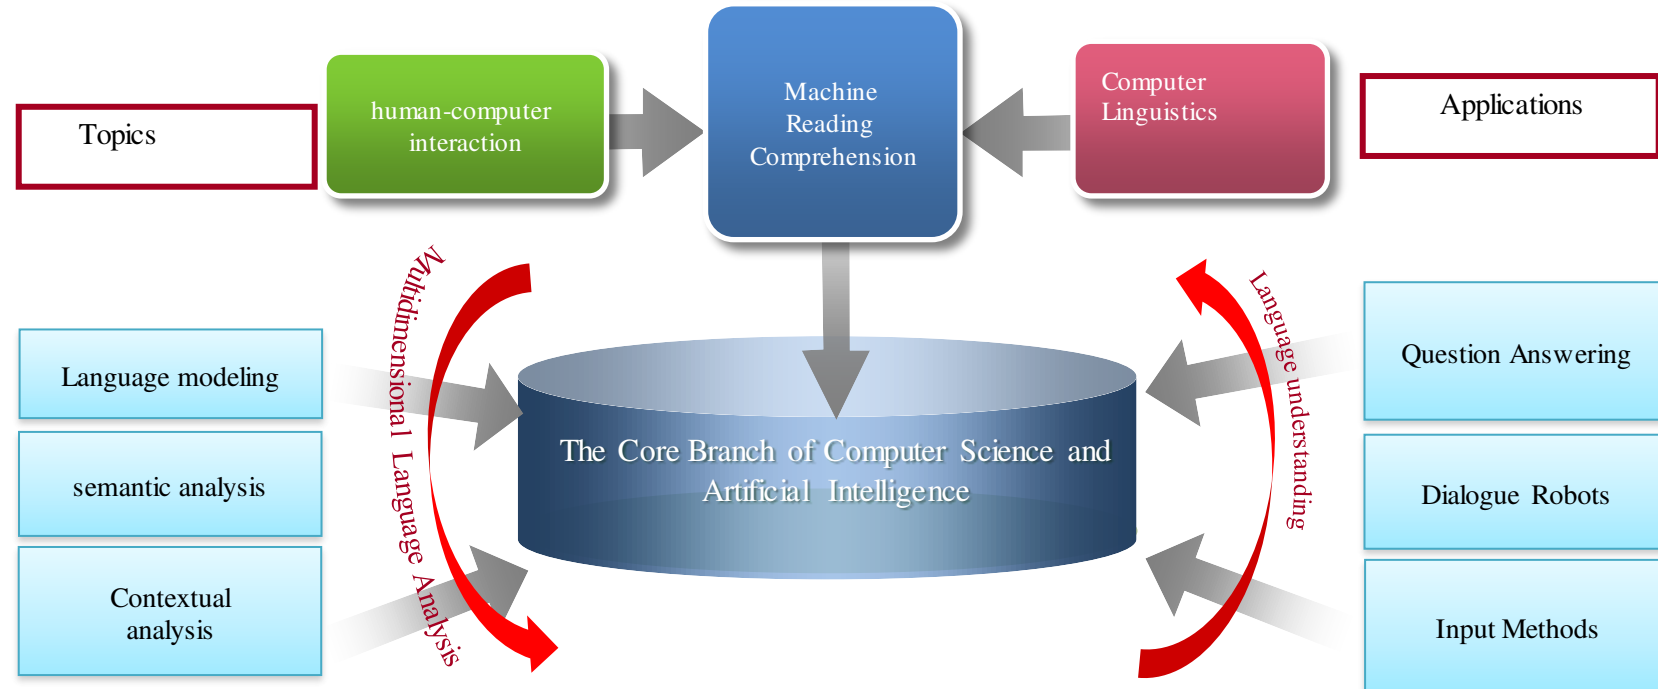 Topics
human-computer
interaction
Machine
Reading
Comprehension
Computer
Linguistics
Applications
Multidimensional Language Analysis
Language understanding
Language modeling
semantic analysis
Contextual
analysis
The Core Branch of Computer Science and
Artificial Intelligence
Question Answering
Dialogue Robots
Input Methods